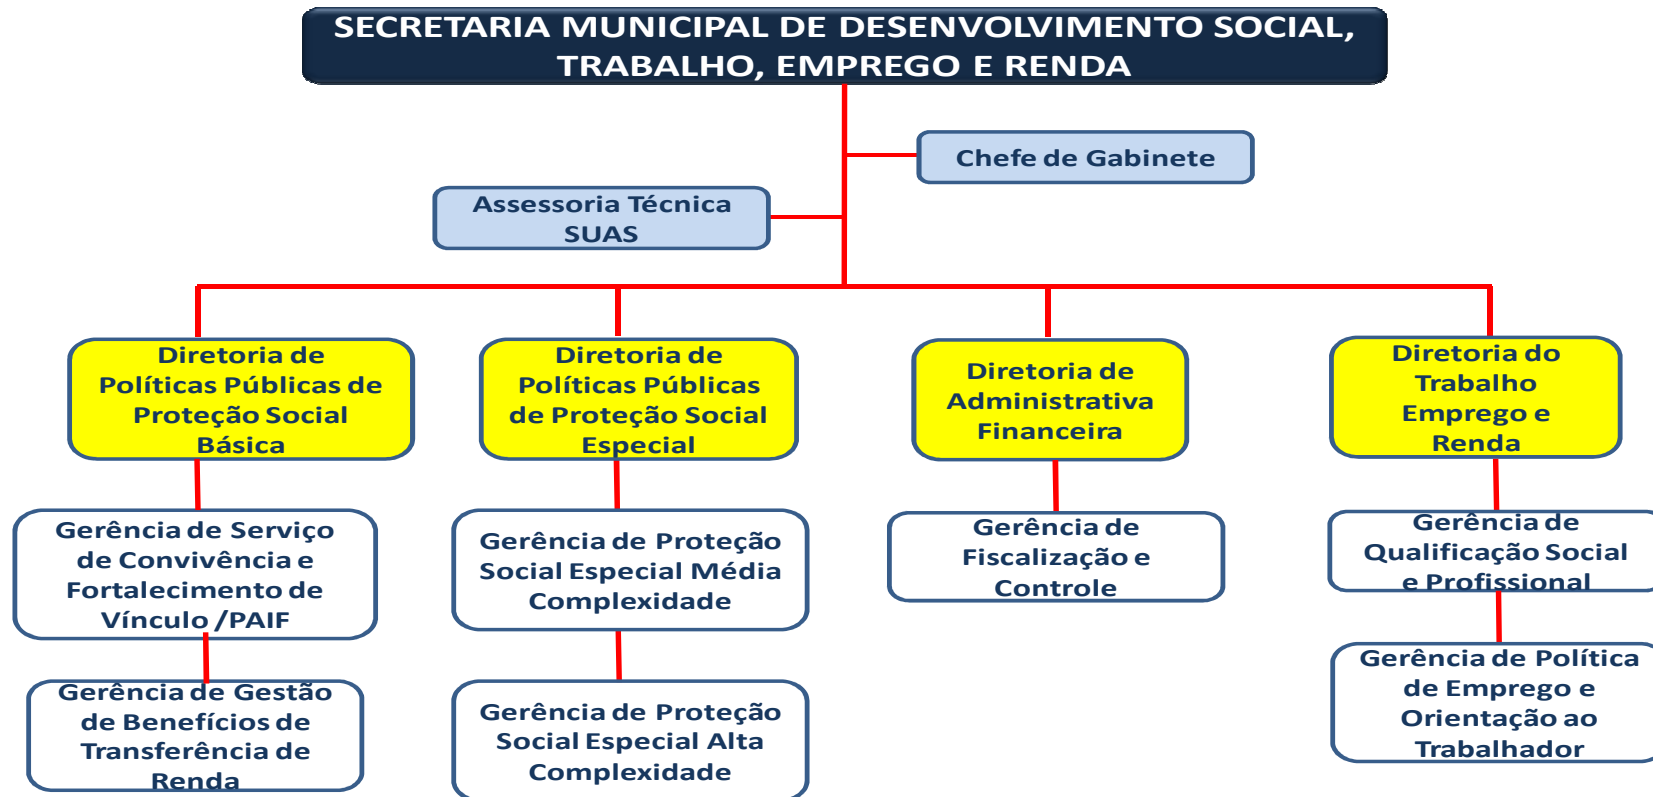 SECRETARIA MUNICIPAL DE DESENVOLVIMENTO SOCIAL,
TRABALHO, EMPREGO E RENDA
Chefe de Gabinete
Assessoria Técnica
SUAS
Diretoria de
Políticas Públicas de
Proteção Social
Básica
Diretoria de
Políticas Públicas
de Proteção Social
Especial
Diretoria de
Administrativa
Financeira
Diretoria do
Trabalho
Emprego e
Renda
Gerência de Serviço
de Convivência e
Fortalecimento de
Vínculo /PAIF
Gerência de Proteção
Social Especial Média
Complexidade
Gerência de
Fiscalização e
Controle
Gerência de
Qualificação Social
e Profissional
Gerência de Gestão
de Benefícios de
Transferência de
Renda
Gerência de Proteção
Social Especial Alta
Complexidade
Gerência de Política
de Emprego e
Orientação ao
Trabalhador